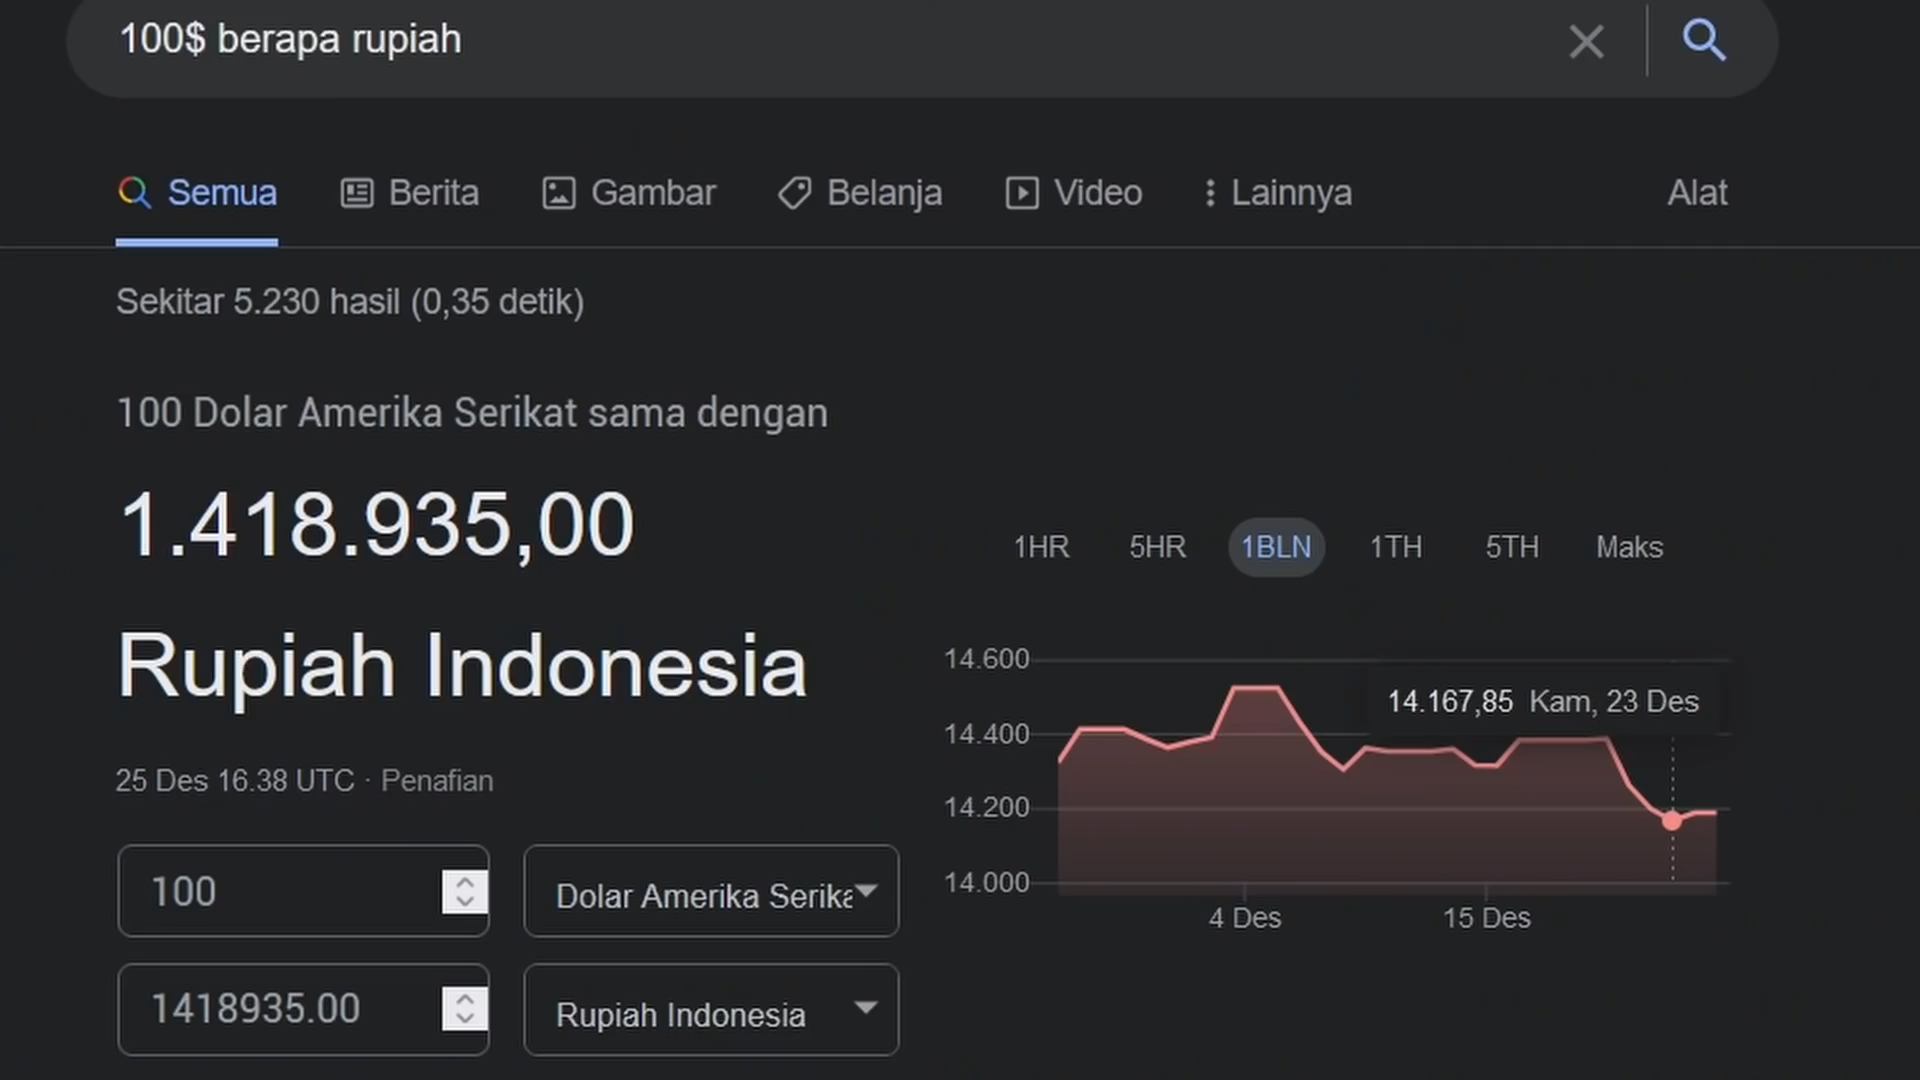 100$ berapa rupiah
Semua Berita Gambar Belanja Video Lainnya Alat
Sekitar 5.230 hasil (0,35 detik)
100 Dolar Amerika Serikat sama dengan
1.418.935,00
Rupiah Indonesia
25 Des 16.38 UTC · Penafian
100 Dolar Amerika Serika
1418935.00 Rupiah Indonesia
1HR 5HR 1BLN 1TH 5TH Maks
14.600
14.167,85 Kam, 23 Des
14.400
14.200
14.000
4 Des 15 Des